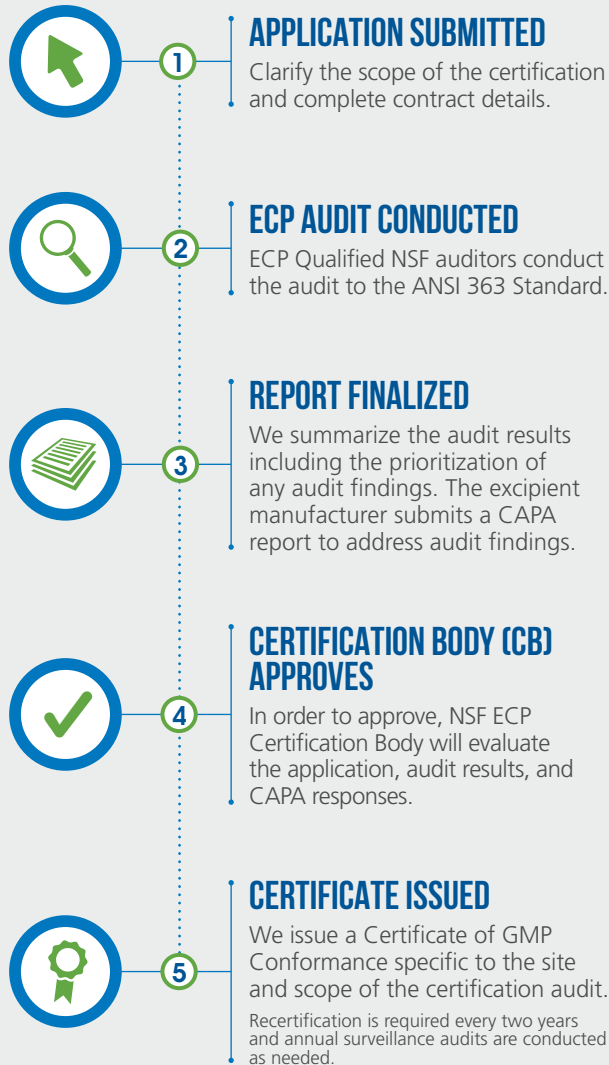 1
APPLICATION SUBMITTED
Clarify the scope of the certification
and complete contract details.
2
ECP AUDIT CONDUCTED
ECP Qualified NSF auditors conduct
the audit to the ANSI 363 Standard.
3
REPORT FINALIZED
We summarize the audit results
including the prioritization of
any audit findings. The excipient
manufacturer submits a CAPA
report to address audit findings.
4
CERTIFICATION BODY (CB)
APPROVES
In order to approve, NSF ECP
Certification Body will evaluate
the application, audit results, and
CAPA responses.
5
CERTIFICATE ISSUED
We issue a Certificate of GMP
Conformance specific to the site
and scope of the certification audit.
Recertification is required every two years
and annual surveillance audits are conducted
as needed.